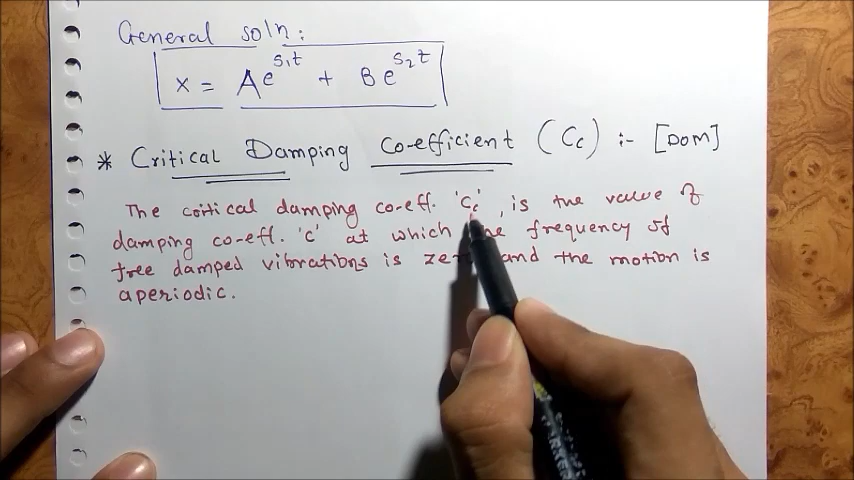 General soln:
x = Ae^{s₁t} + Be^{s₂t}
* Critical Damping Co-efficient (Cc) :- [DOM]
The critical damping co-eff. 'Cc', is the value of
damping co-eff. 'c' at which the frequency of
free damped vibrations is zero and the motion is
aperiodic.